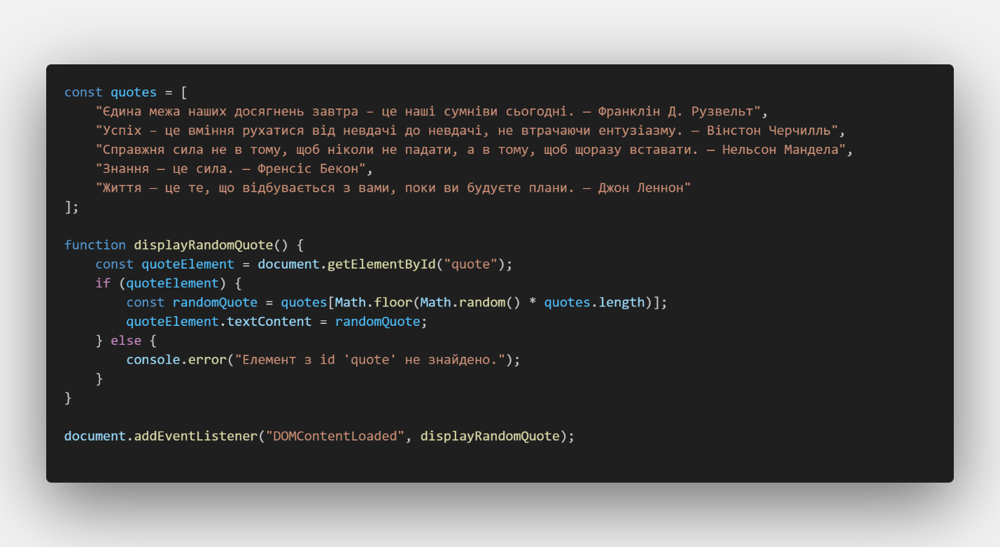 const quotes = [
    "Єдина межа наших досягнень завтра – це наші сумніви сьогодні. — Франклін Д. Рузвельт",
    "Успіх – це вміння рухатися від невдачі до невдачі, не втрачаючи ентузіазму. — Вінстон Черчилль",
    "Справжня сила не в тому, щоб ніколи не падати, а в тому, щоб щоразу вставати. — Нельсон Мандела",
    "Знання — це сила. — Френсіс Бекон",
    "Життя — це те, що відбувається з вами, поки ви будуєте плани. — Джон Леннон"
];

function displayRandomQuote() {
    const quoteElement = document.getElementById("quote");
    if (quoteElement) {
        const randomQuote = quotes[Math.floor(Math.random() * quotes.length)];
        quoteElement.textContent = randomQuote;
    } else {
        console.error("Елемент з id 'quote' не знайдено.");
    }
}

document.addEventListener("DOMContentLoaded", displayRandomQuote);